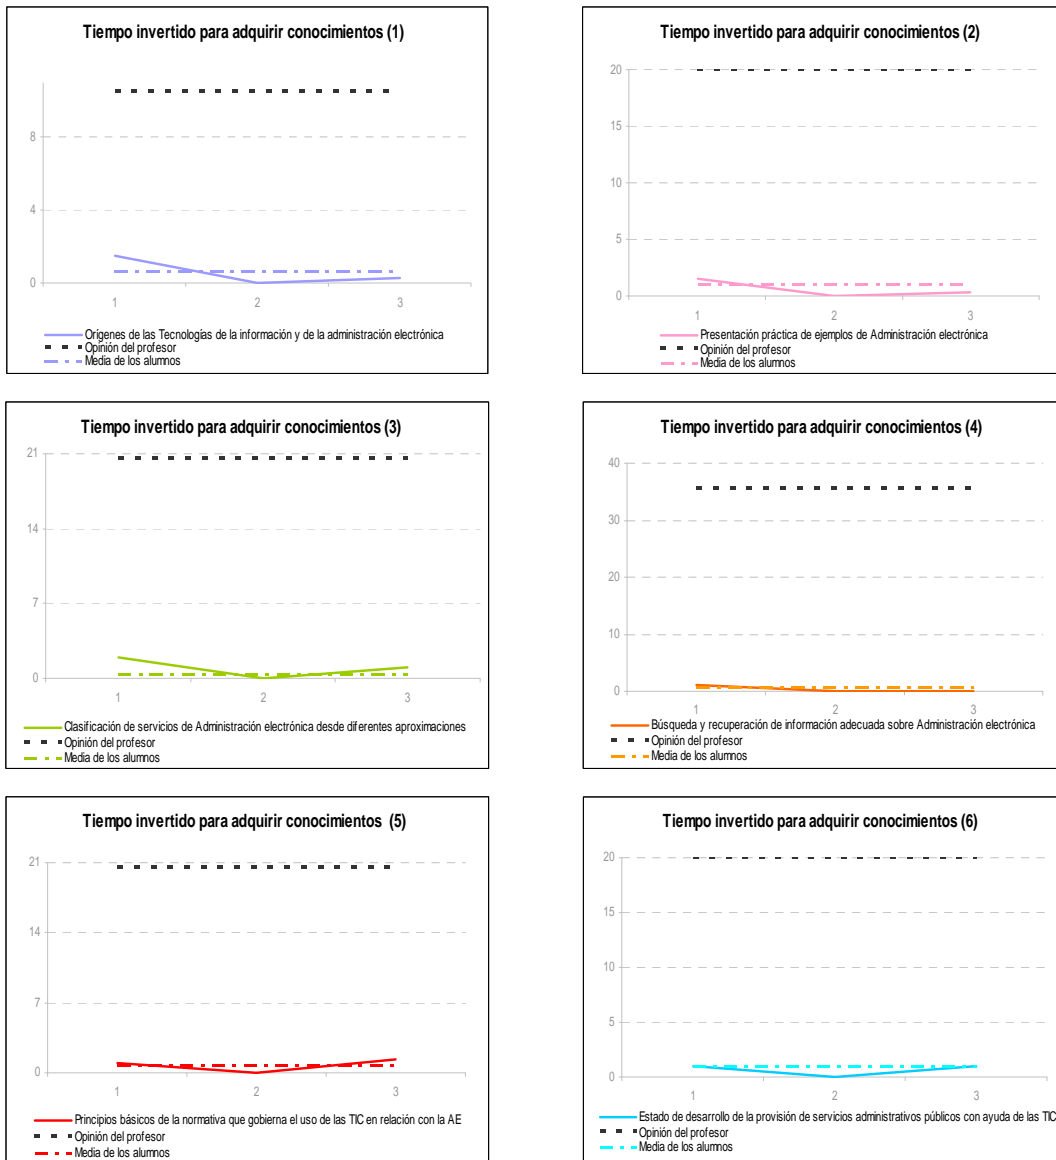 Tiempo invertido para adquirir conocimientos (1)
8
4
0
1 2 3
Orígenes de las Tecnologías de la información y de la administración electrónica
Opinión del profesor
Media de los alumnos
Tiempo invertido para adquirir conocimientos (2)
20
15
10
5
0
1 2 3
Presentación práctica de ejemplos de Administración electrónica
Opinión del profesor
Media de los alumnos
Tiempo invertido para adquirir conocimientos (3)
21
14
7
0
1 2 3
Clasificación de servicios de Administración electrónica desde diferentes aproximaciones
Opinión del profesor
Media de los alumnos
Tiempo invertido para adquirir conocimientos (4)
40
30
20
10
0
1 2 3
Búsqueda y recuperación de información adecuada sobre Administración electrónica
Opinión del profesor
Media de los alumnos
Tiempo invertido para adquirir conocimientos (5)
21
14
7
0
1 2 3
Principios básicos de la normativa que gobierna el uso de las TIC en relación con la AE
Opinión del profesor
Media de los alumnos
Tiempo invertido para adquirir conocimientos (6)
20
15
10
5
0
1 2 3
Estado de desarrollo de la provisión de servicios administrativos públicos con ayuda de las TIC
Opinión del profesor
Media de los alumnos